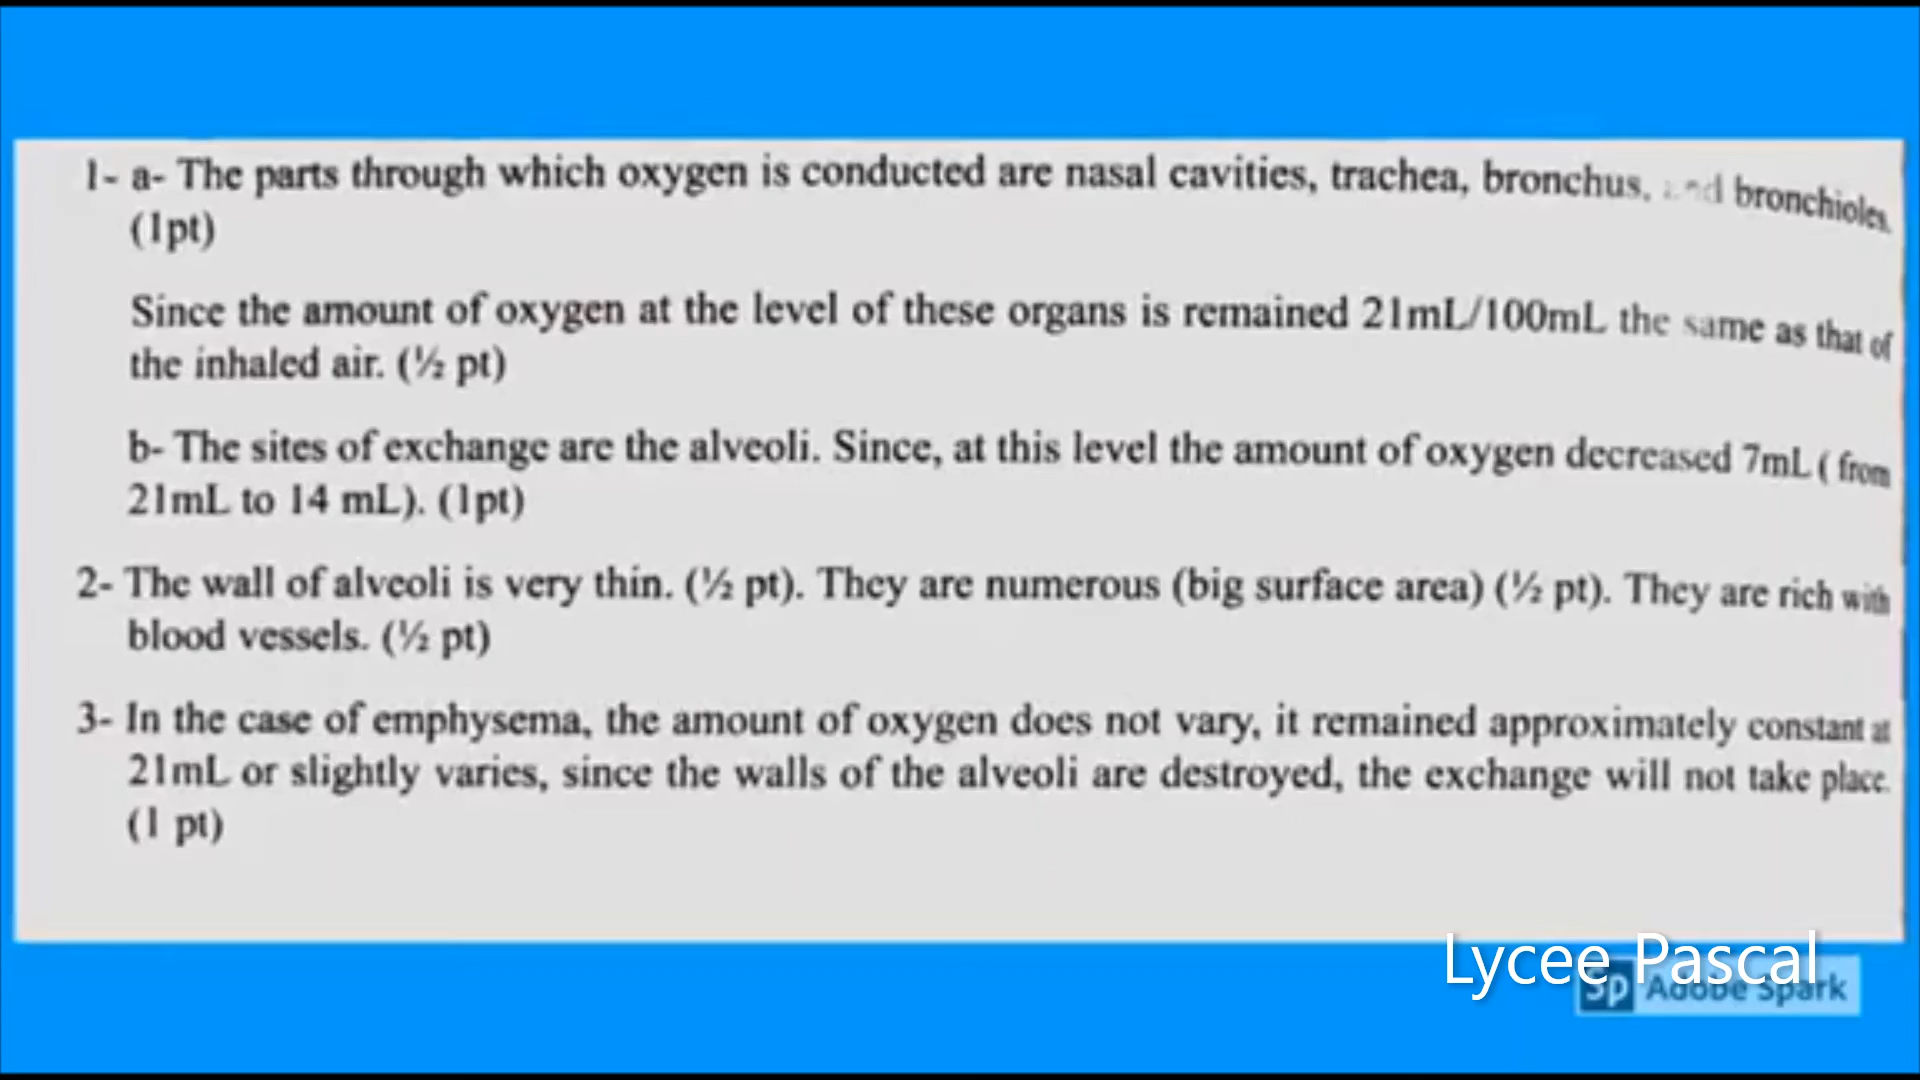 1- a- The parts through which oxygen is conducted are nasal cavities, trachea, bronchus, and bronchioles.
(1pt)
Since the amount of oxygen at the level of these organs is remained 21mL/100mL the same as that of
the inhaled air. (½ pt)
b- The sites of exchange are the alveoli. Since, at this level the amount of oxygen decreased 7mL ( from
21mL to 14 mL). (1pt)
2- The wall of alveoli is very thin. (½ pt). They are numerous (big surface area) (½ pt). They are rich with
blood vessels. (½ pt)
3- In the case of emphysema, the amount of oxygen does not vary, it remained approximately constant at
21mL or slightly varies, since the walls of the alveoli are destroyed, the exchange will not take place.
(1 pt)
Lycee Pascal
Sp Adobe Spark